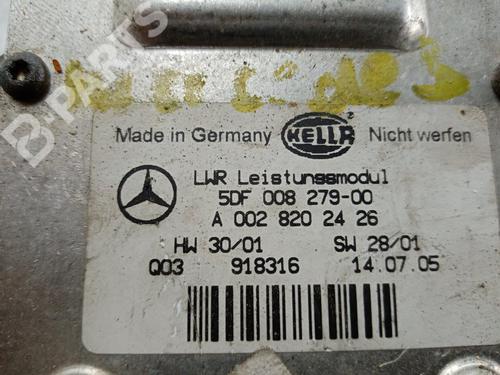 B-PARTS
Made in Germany HELLA Nicht werfen
LWR Leistungsmodul
5DF 008 279-00
A 002 820 24 26
HW 30/01 SW 28/01
Q03 918316 14.07.05